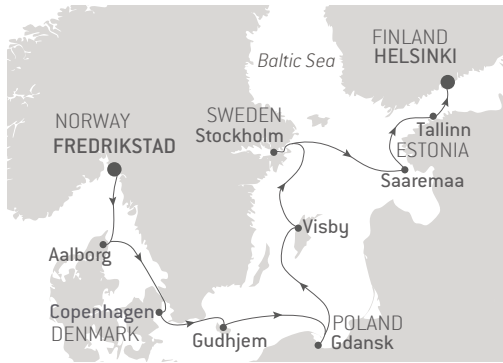 FINLAND
HELSINKI
Baltic Sea
NORWAY
FREDRIKSTAD
SWEDEN
Stockholm
Tallinn
ESTONIA
Saaremaa
Visby
Aalborg
Copenhagen
DENMARK
Gudhjem
POLAND
Gdansk